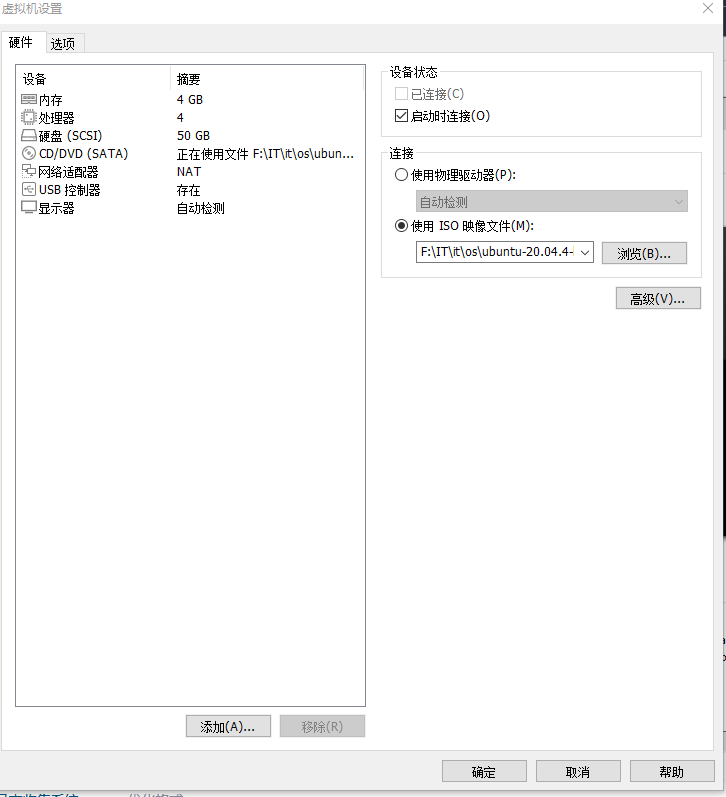 虚拟机设置
硬件 选项
设备 摘要
内存 4 GB
处理器 4
硬盘 (SCSI) 50 GB
CD/DVD (SATA) 正在使用文件 F:\IT\it\os\ubun...
网络适配器 NAT
USB 控制器 存在
显示器 自动检测
添加(A)... 移除(R)
设备状态
已连接(C)
启动时连接(O)
连接
使用物理驱动器(P):
自动检测
使用 ISO 映像文件(M):
F:\IT\it\os\ubuntu-20.04.4- 浏览(B)...
高级(V)...
确定 取消 帮助